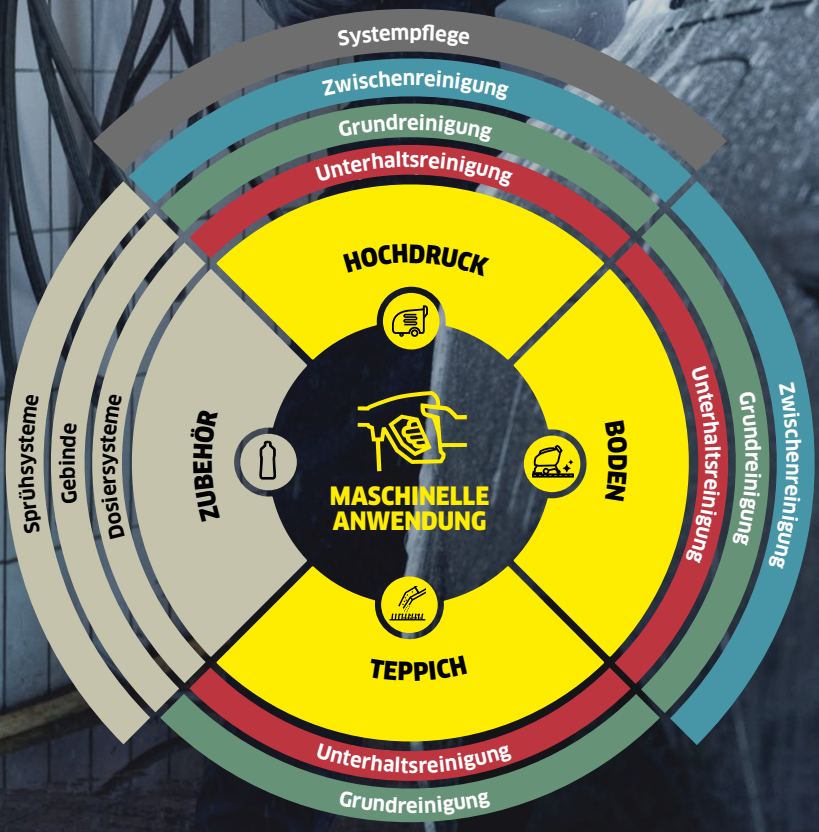 Systempflege
Zwischenreinigung
Grundreinigung
Unterhaltsreinigung
HOCHDRUCK
Sprühsysteme
Gebinde
Dosiersysteme
ZUBEHÖR
MASCHINELLE
ANWENDUNG
BODEN
Unterhaltsreinigung
Grundreinigung
Zwischenreinigung
TEPPICH
Unterhaltsreinigung
Grundreinigung